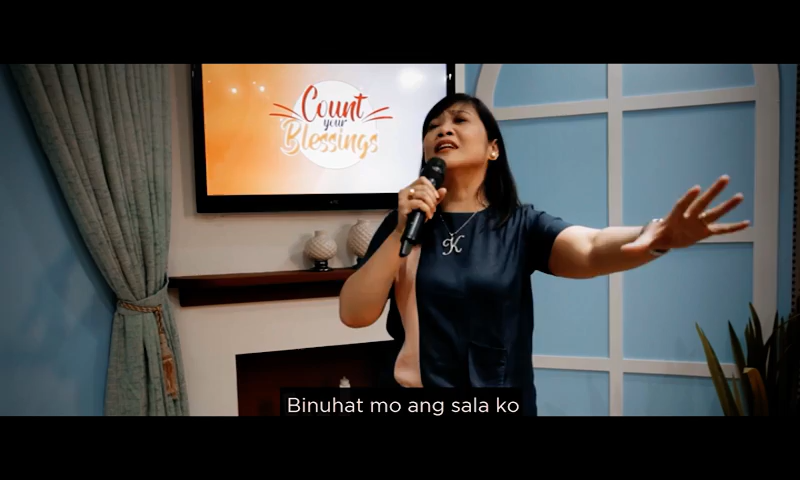 Count
your
Blessings
K
Binuhat mo ang sala ko